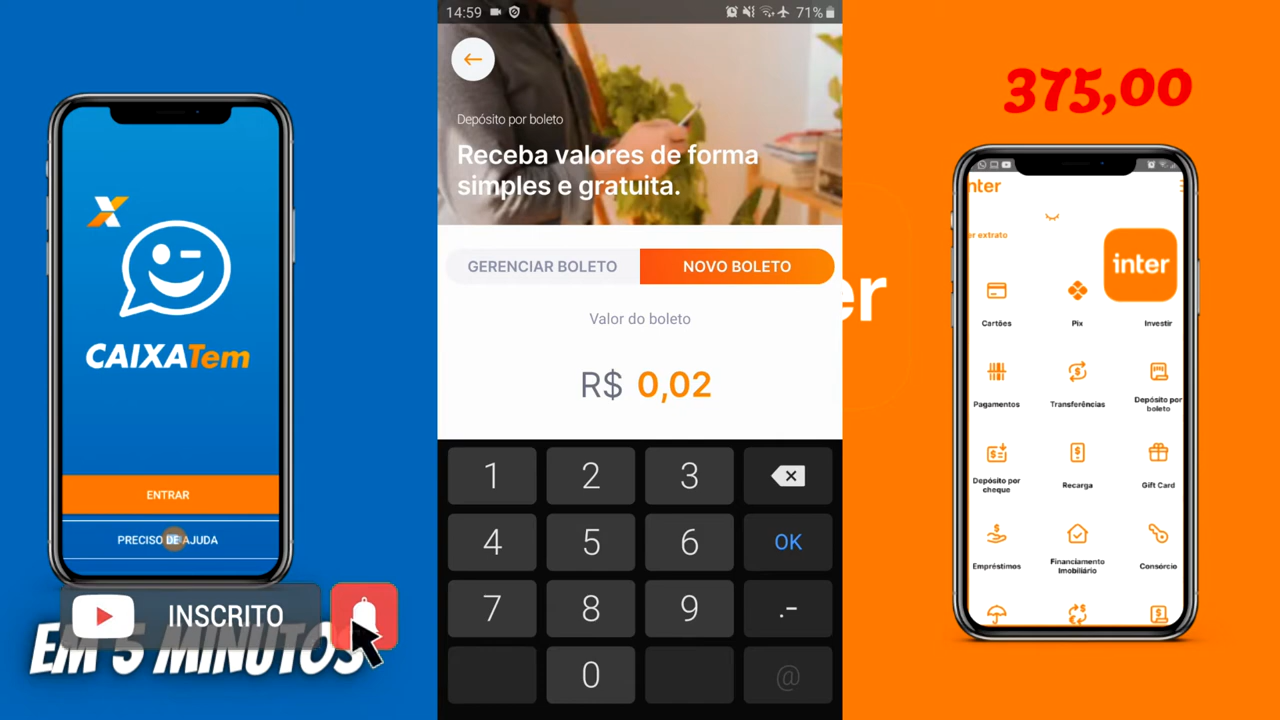 CAIXATem
ENTRAR
PRECISO DE AJUDA
INSCRITO
EM 5 MINUTOS
14:59
71%
Depósito por boleto
Receba valores de forma
simples e gratuita.
GERENCIAR BOLETO
NOVO BOLETO
Valor do boleto
R$ 0,02
1 2 3
4 5 6 OK
7 8 9 .-
0 @
er
375,00
inter
er extrato
inter
Cartões
Pix
Investir
Pagamentos
Transferências
Depósito por
boleto
Depósito por
cheque
Recarga
Gift Card
Empréstimos
Financiamento
Imobiliário
Consórcio